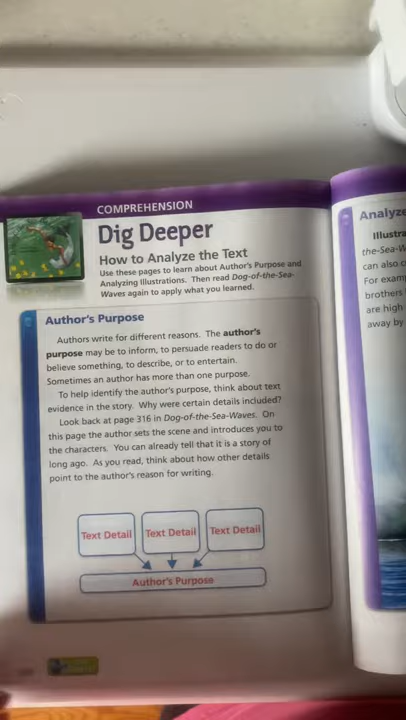 COMPREHENSION
Dig Deeper
How to Analyze the Text
Use these pages to learn about Author's Purpose and
Analyzing Illustrations. Then read Dog-of-the-Sea-
Waves again to apply what you learned.
Author's Purpose
Authors write for different reasons. The author's
purpose may be to inform, to persuade readers to do or
believe something, to describe, or to entertain.
Sometimes an author has more than one purpose.
To help identify the author's purpose, think about text
evidence in the story. Why were certain details included?
Look back at page 316 in Dog-of-the-Sea-Waves. On
this page the author sets the scene and introduces you to
the characters. You can already tell that it is a story of
long ago. As you read, think about how other details
point to the author's reason for writing.
Text Detail
Text Detail
Text Detail
Author's Purpose
Analyze
Illustra
the-Sea-W
can also c
For exam
brothers
are high
away by